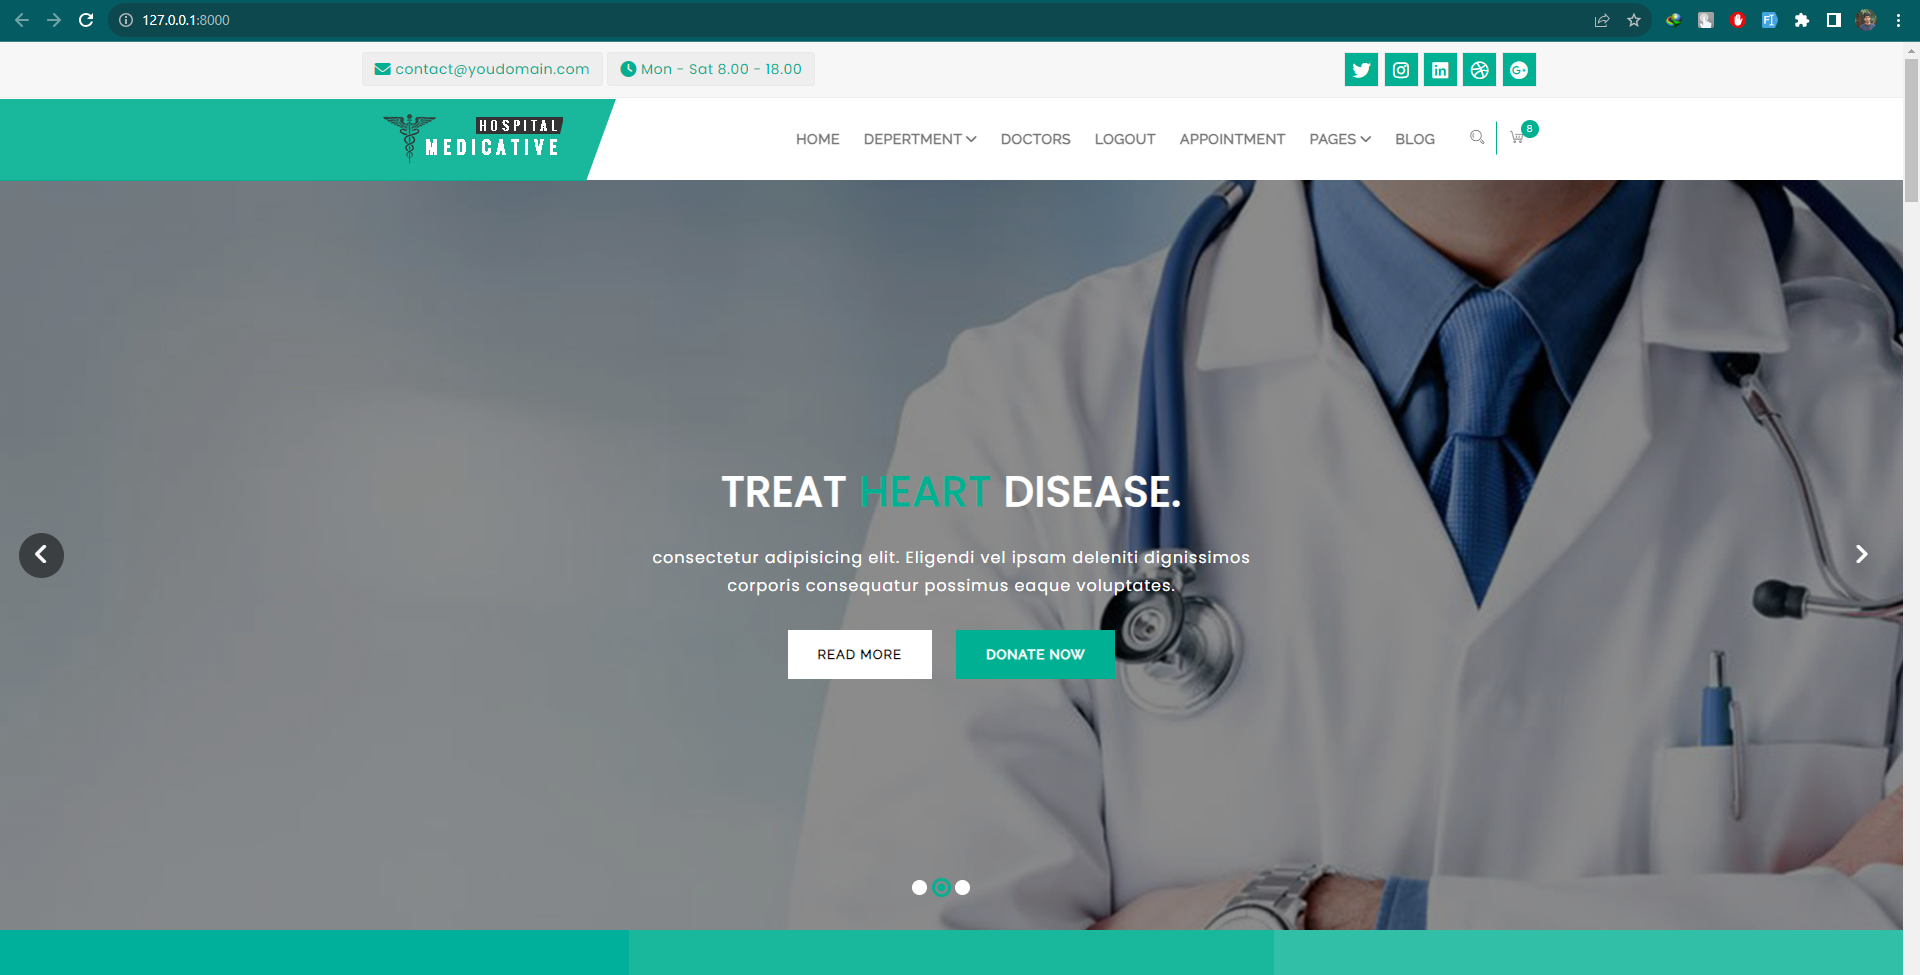 127.0.0.1:8000
contact@youdomain.com
Mon - Sat 8.00 - 18.00
HOSPITAL
MEDICATIVE
HOME
DEPERTMENT
DOCTORS
LOGOUT
APPOINTMENT
PAGES
BLOG
8
TREAT HEART DISEASE.
consectetur adipisicing elit. Eligendi vel ipsam deleniti dignissimos
corporis consequatur possimus eaque voluptates.
READ MORE
DONATE NOW